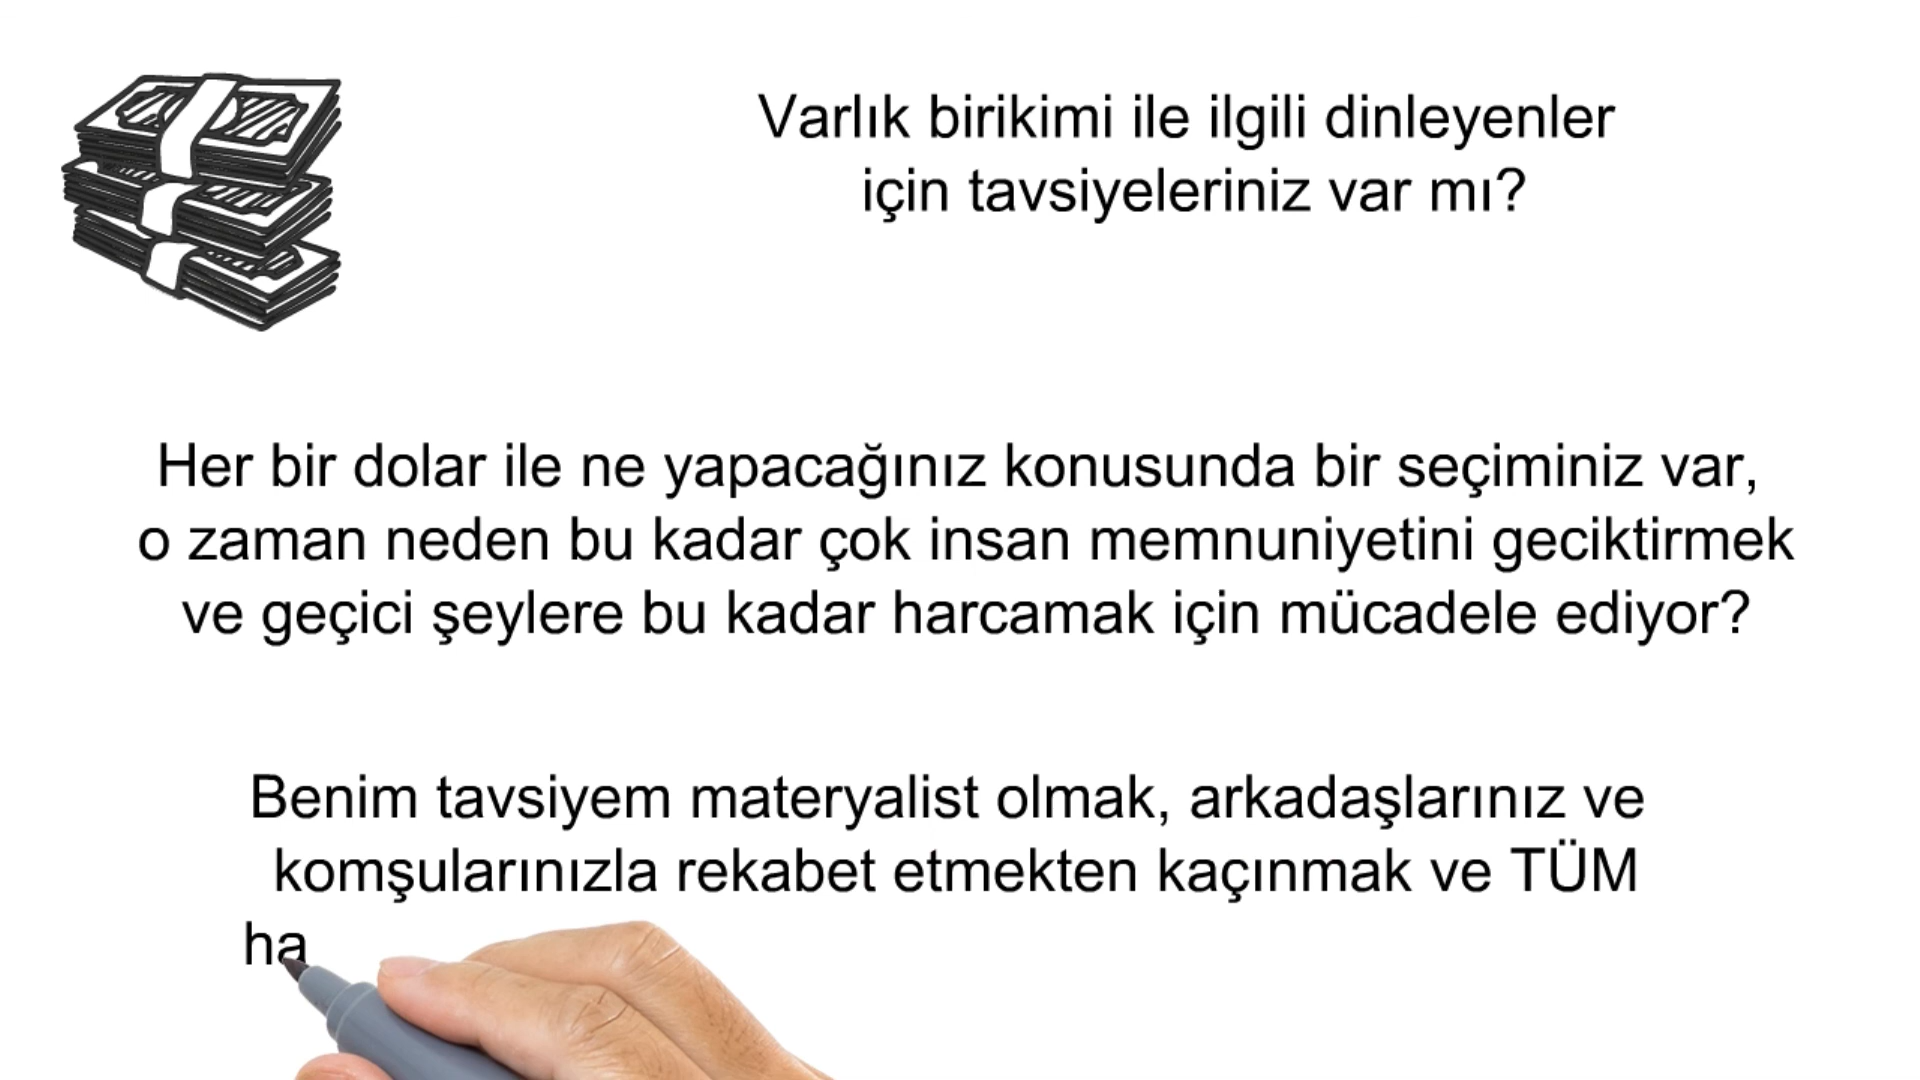 Varlık birikimi ile ilgili dinleyenler
için tavsiyeleriniz var mı?
Her bir dolar ile ne yapacağınız konusunda bir seçiminiz var,
o zaman neden bu kadar çok insan memnuniyetini geciktirmek
ve geçici şeylere bu kadar harcamak için mücadele ediyor?
Benim tavsiyem materyalist olmak, arkadaşlarınız ve
komşularınızla rekabet etmekten kaçınmak ve TÜM
ha